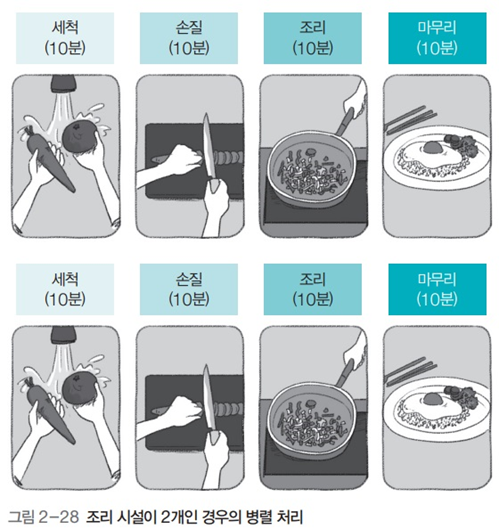 세척
(10분)
손질
(10분)
조리
(10분)
마무리
(10분)
세척
(10분)
손질
(10분)
조리
(10분)
마무리
(10분)
그림 2-28 조리 시설이 2개인 경우의 병렬 처리